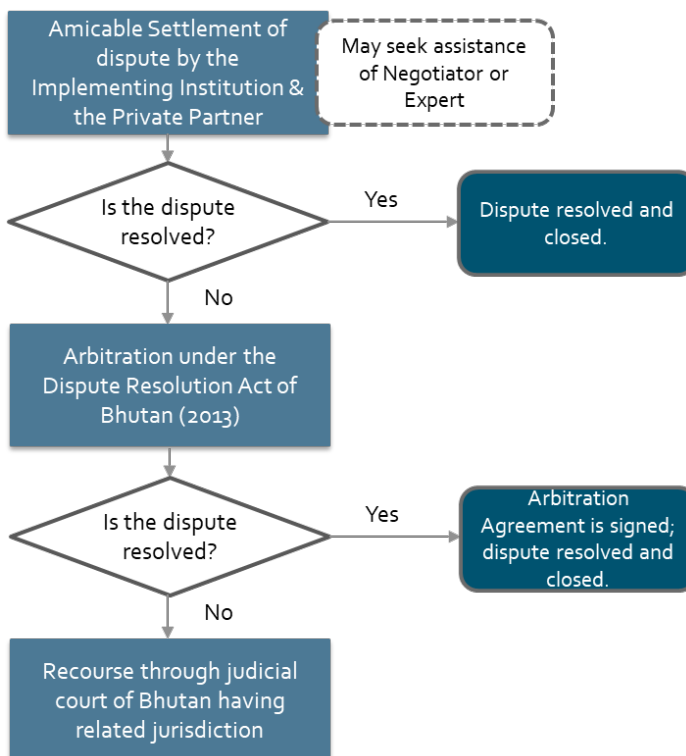 Amicable Settlement of
dispute by the
Implementing Institution &
the Private Partner
May seek assistance
of Negotiator or
Expert
Is the dispute
resolved?
Yes
Dispute resolved and
closed.
No
Arbitration under the
Dispute Resolution Act of
Bhutan (2013)
Is the dispute
resolved?
Yes
Arbitration
Agreement is signed;
dispute resolved and
closed.
No
Recourse through judicial
court of Bhutan having
related jurisdiction